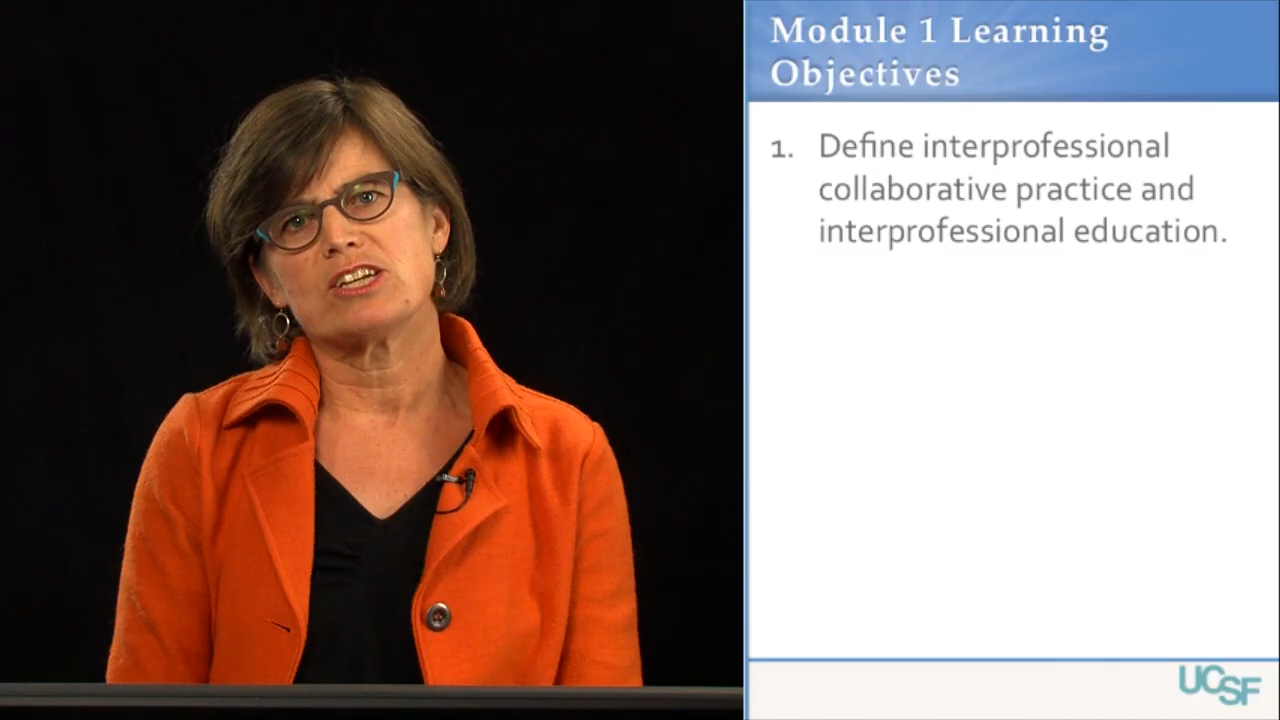 Module 1 Learning
Objectives
1. Define interprofessional
collaborative practice and
interprofessional education.
UCSF